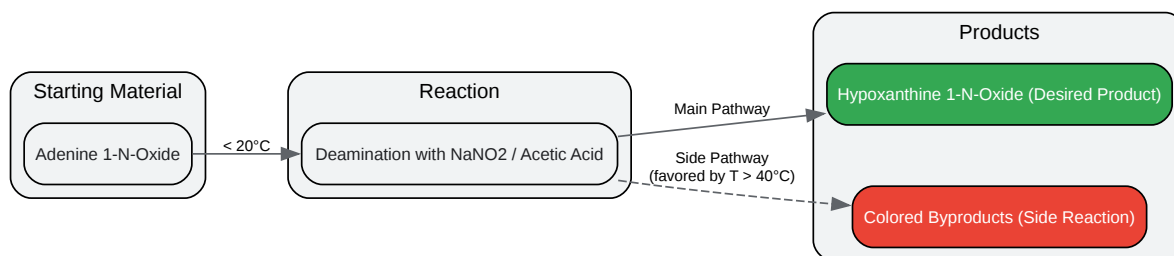 Starting Material
Adenine 1-N-Oxide
< 20°C
Reaction
Deamination with NaNO2 / Acetic Acid
Main Pathway
Side Pathway
(favored by T > 40°C)
Products
Hypoxanthine 1-N-Oxide (Desired Product)
Colored Byproducts (Side Reaction)